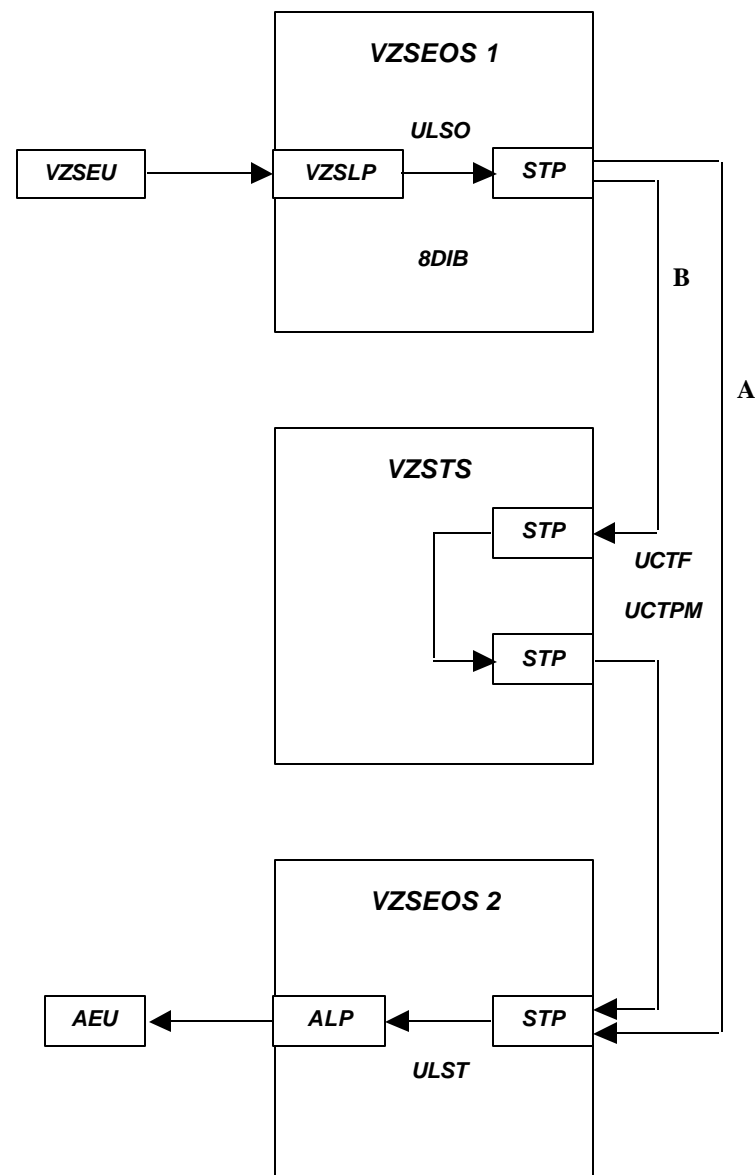 VZSEOS 1
ULSO
VZSEU
VZSLP
STP
8DIB
B
A
VZSTS
STP
UCTF
UCTPM
STP
VZSEOS 2
AEU
ALP
STP
ULST